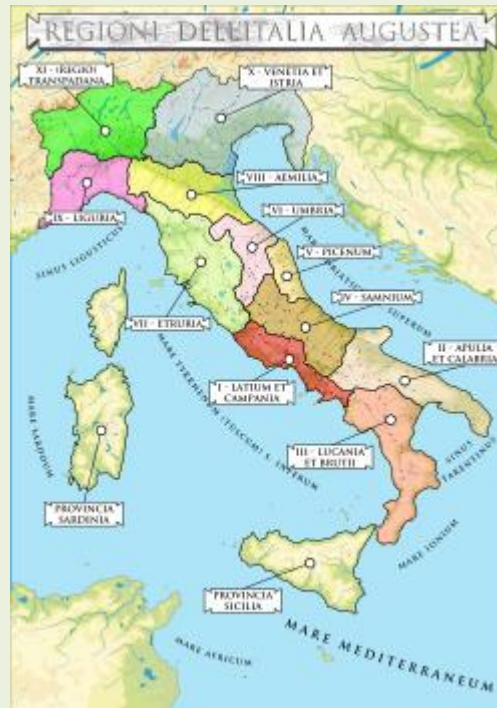 REGIONI DELL'ITALIA AUGUSTEA
XI - (REGIO)
TRANSPADANA
X - VENETIA ET
ISTRIA
VIII - AEMILIA
VI - UMBRIA
IX - LIGURIA
V - PICENUM
SINUS LIGUSTICUS
MARE ADRIATICUM SUPERUM
IV - SAMNIUM
VII - ETRURIA
II - APULIA
ET CALABRIA
I - LATIUM ET
CAMPANIA
MARE TYRRHENUM (TUSCUM) S. INFERUM
MARE SARDOUM
III - LUCANIA
ET BRUTII
SINUS
TARENTINUS
PROVINCIA
SARDINIA
MARE IONIUM
PROVINCIA
SICILIA
MARE AFRICUM
MARE MEDITERRANEUM